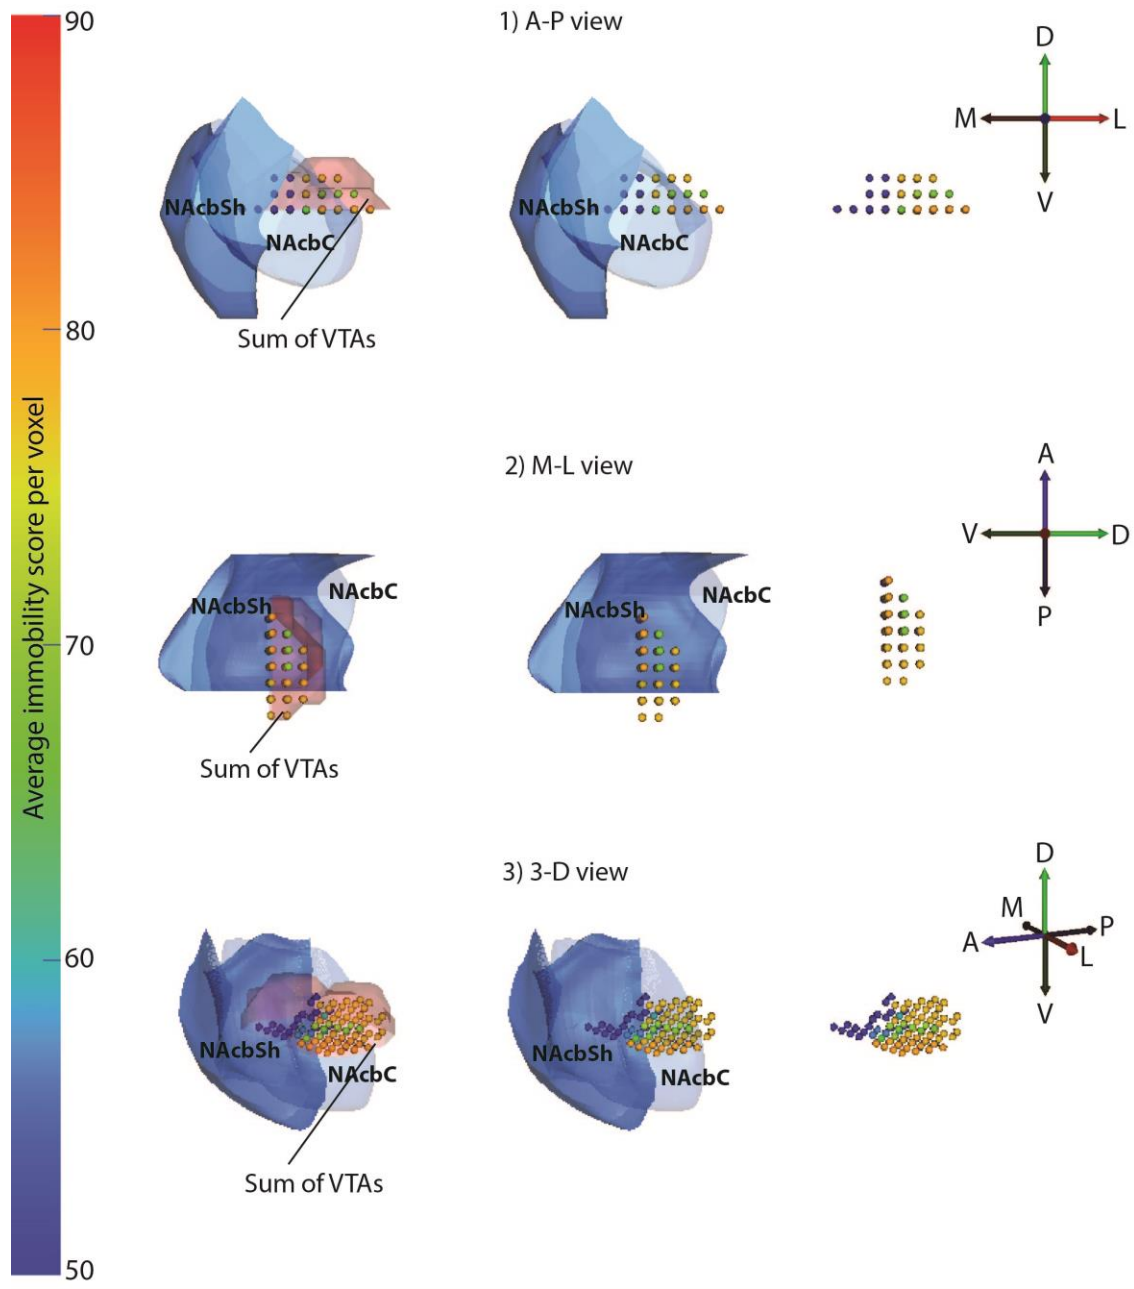 90
80
70
60
50
Average immobility score per voxel
1) A-P view
D
M
L
V
NAcbSh
NAcbC
Sum of VTAs
NAcbSh
NAcbC
2) M-L view
A
V
D
P
NAcbSh
NAcbC
Sum of VTAs
NAcbSh
NAcbC
3) 3-D view
D
M
P
A
L
V
NAcbSh
NAcbC
Sum of VTAs
NAcbSh
NAcbC